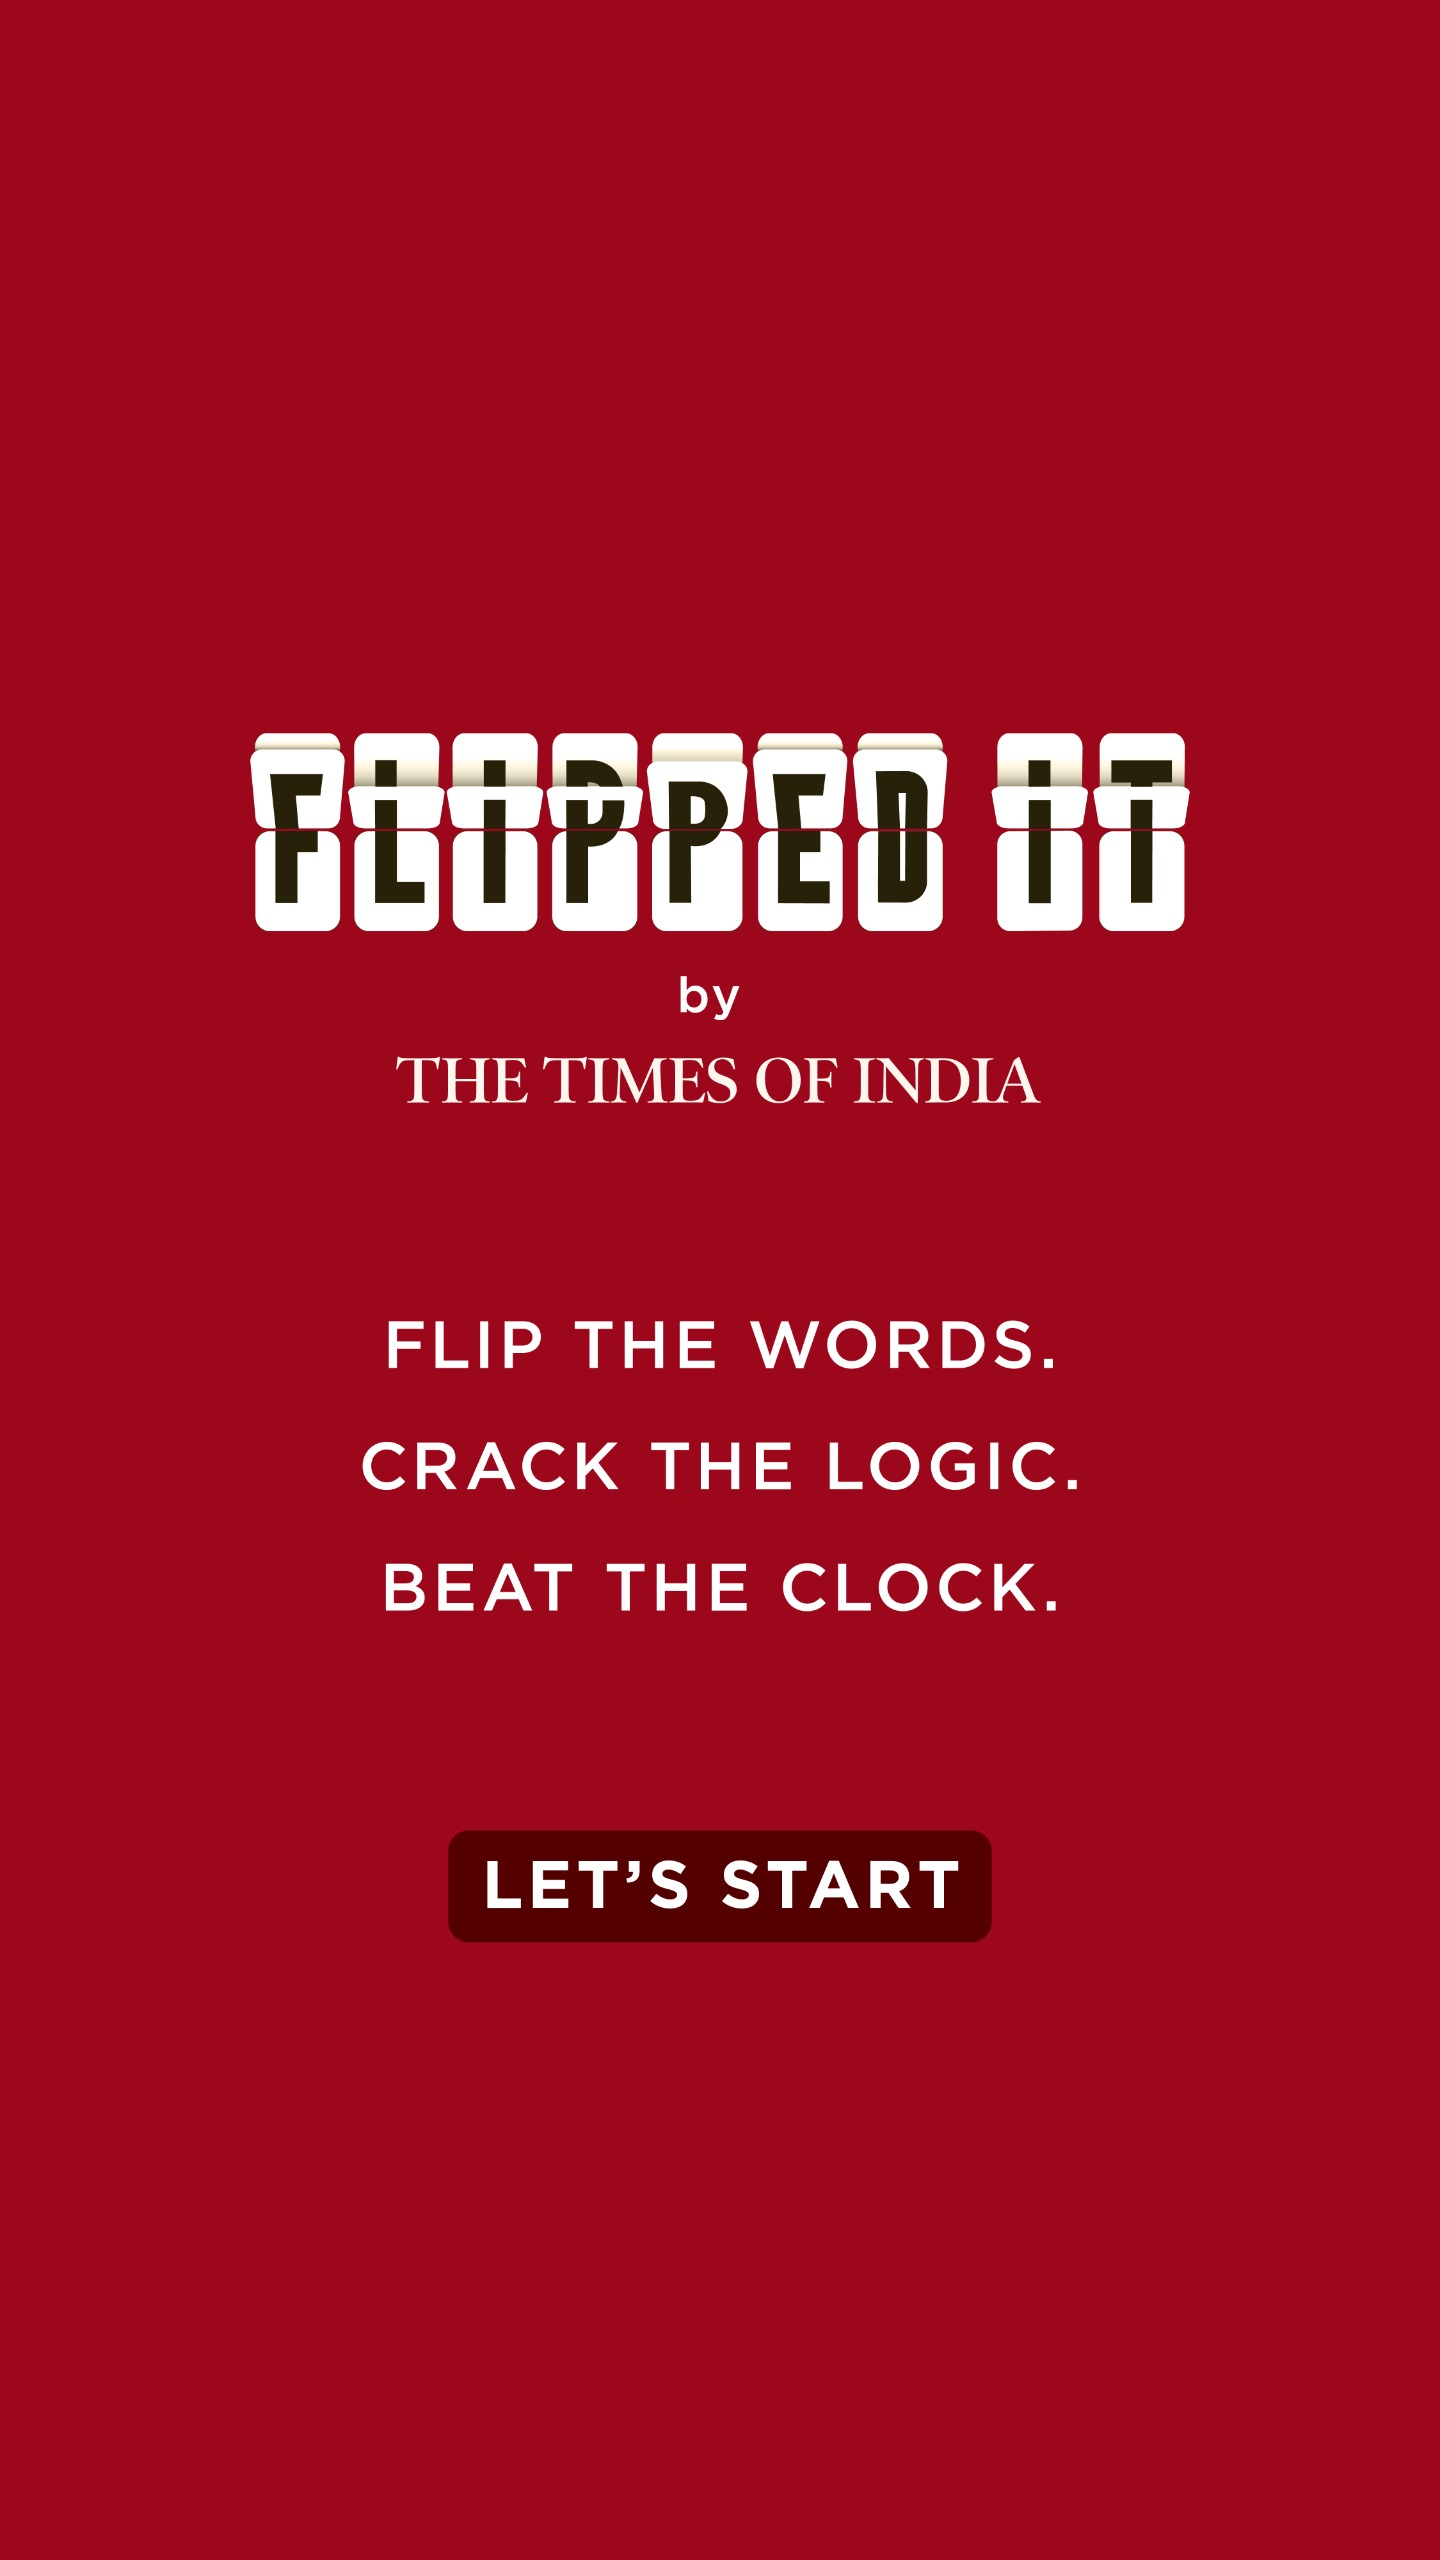 FLIPPED IT
by
THE TIMES OF INDIA
FLIP THE WORDS.
CRACK THE LOGIC.
BEAT THE CLOCK.
LET’S START